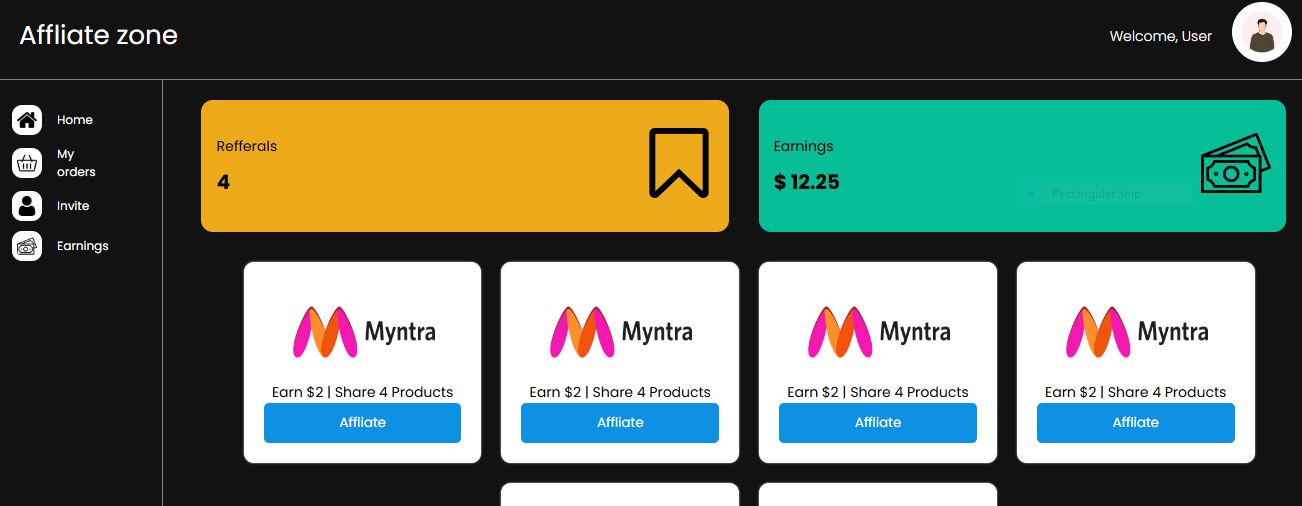 Affliate zone
Welcome, User
Home
My
orders
Invite
Earnings
Refferals
4
Earnings
$ 12.25
Rectangular Snip
Myntra
Earn $2 | Share 4 Products
Affliate
Myntra
Earn $2 | Share 4 Products
Affliate
Myntra
Earn $2 | Share 4 Products
Affliate
Myntra
Earn $2 | Share 4 Products
Affliate